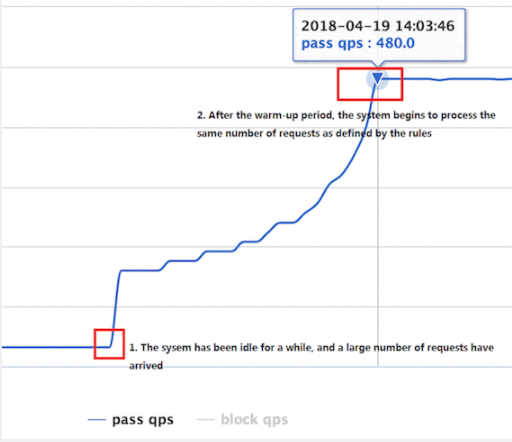 2018-04-19 14:03:46
pass qps : 480.0
2. After the warm-up period, the system begins to process the
same number of requests as defined by the rules
1. The sysem has been idle for a while, and a large number of requests have
arrived
pass qps block qps